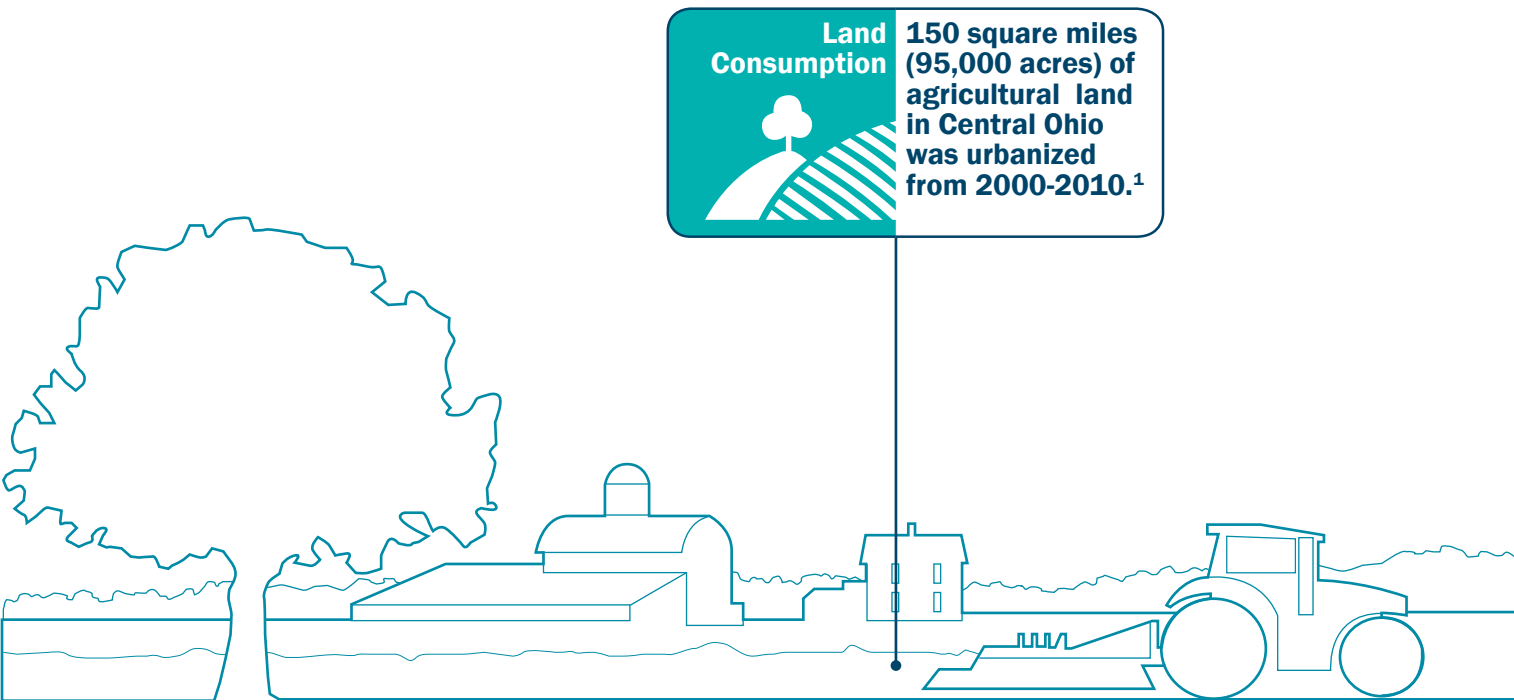 Land
Consumption
150 square miles
(95,000 acres) of
agricultural land
in Central Ohio
was urbanized
from 2000-2010.¹